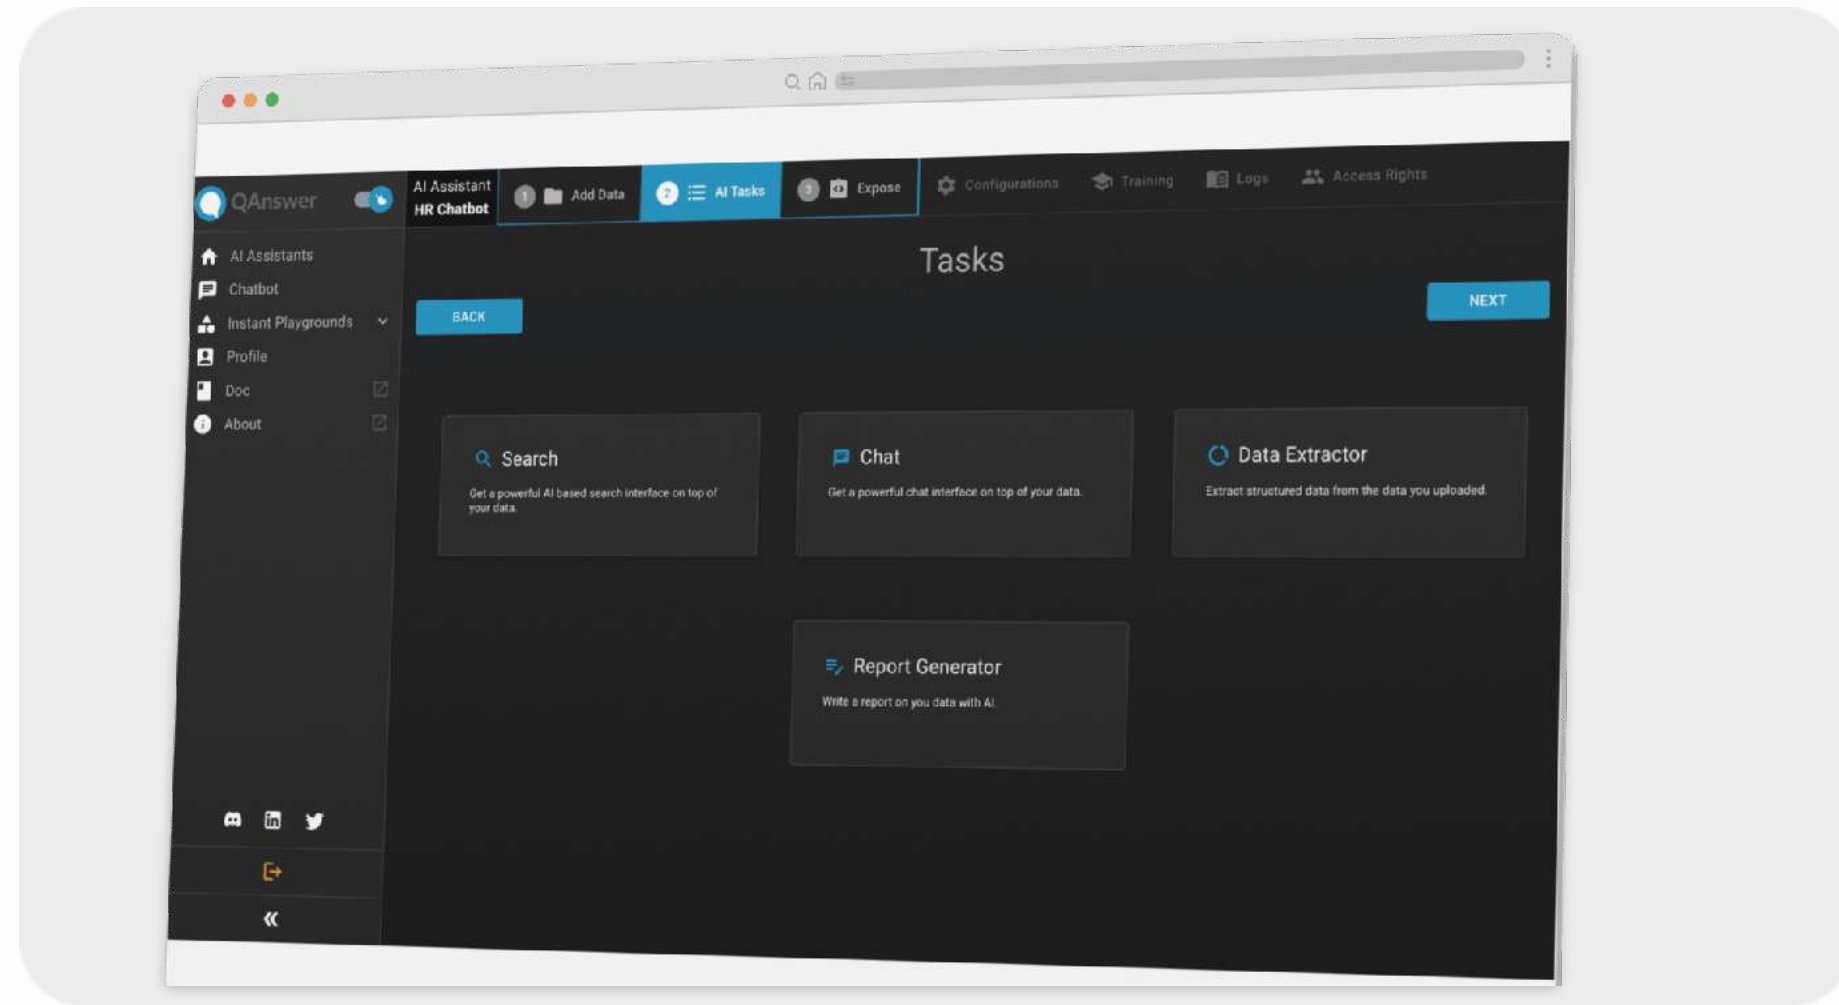 QAnswer
AI Assistant
HR Chatbot
1 Add Data
2 AI Tasks
3 Expose
Configurations
Training
Logs
Access Rights
AI Assistants
Chatbot
Instant Playgrounds
Profile
Doc
About
Tasks
BACK
NEXT
Search
Get a powerful AI based search interface on top of
your data.
Chat
Get a powerful chat interface on top of your data.
Data Extractor
Extract structured data from the data you uploaded.
Report Generator
Write a report on you data with AI.
in